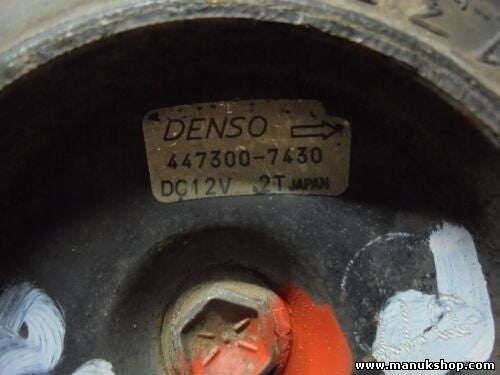 DENSO
447300-7430
DC12V 2T JAPAN
www.manukshop.com